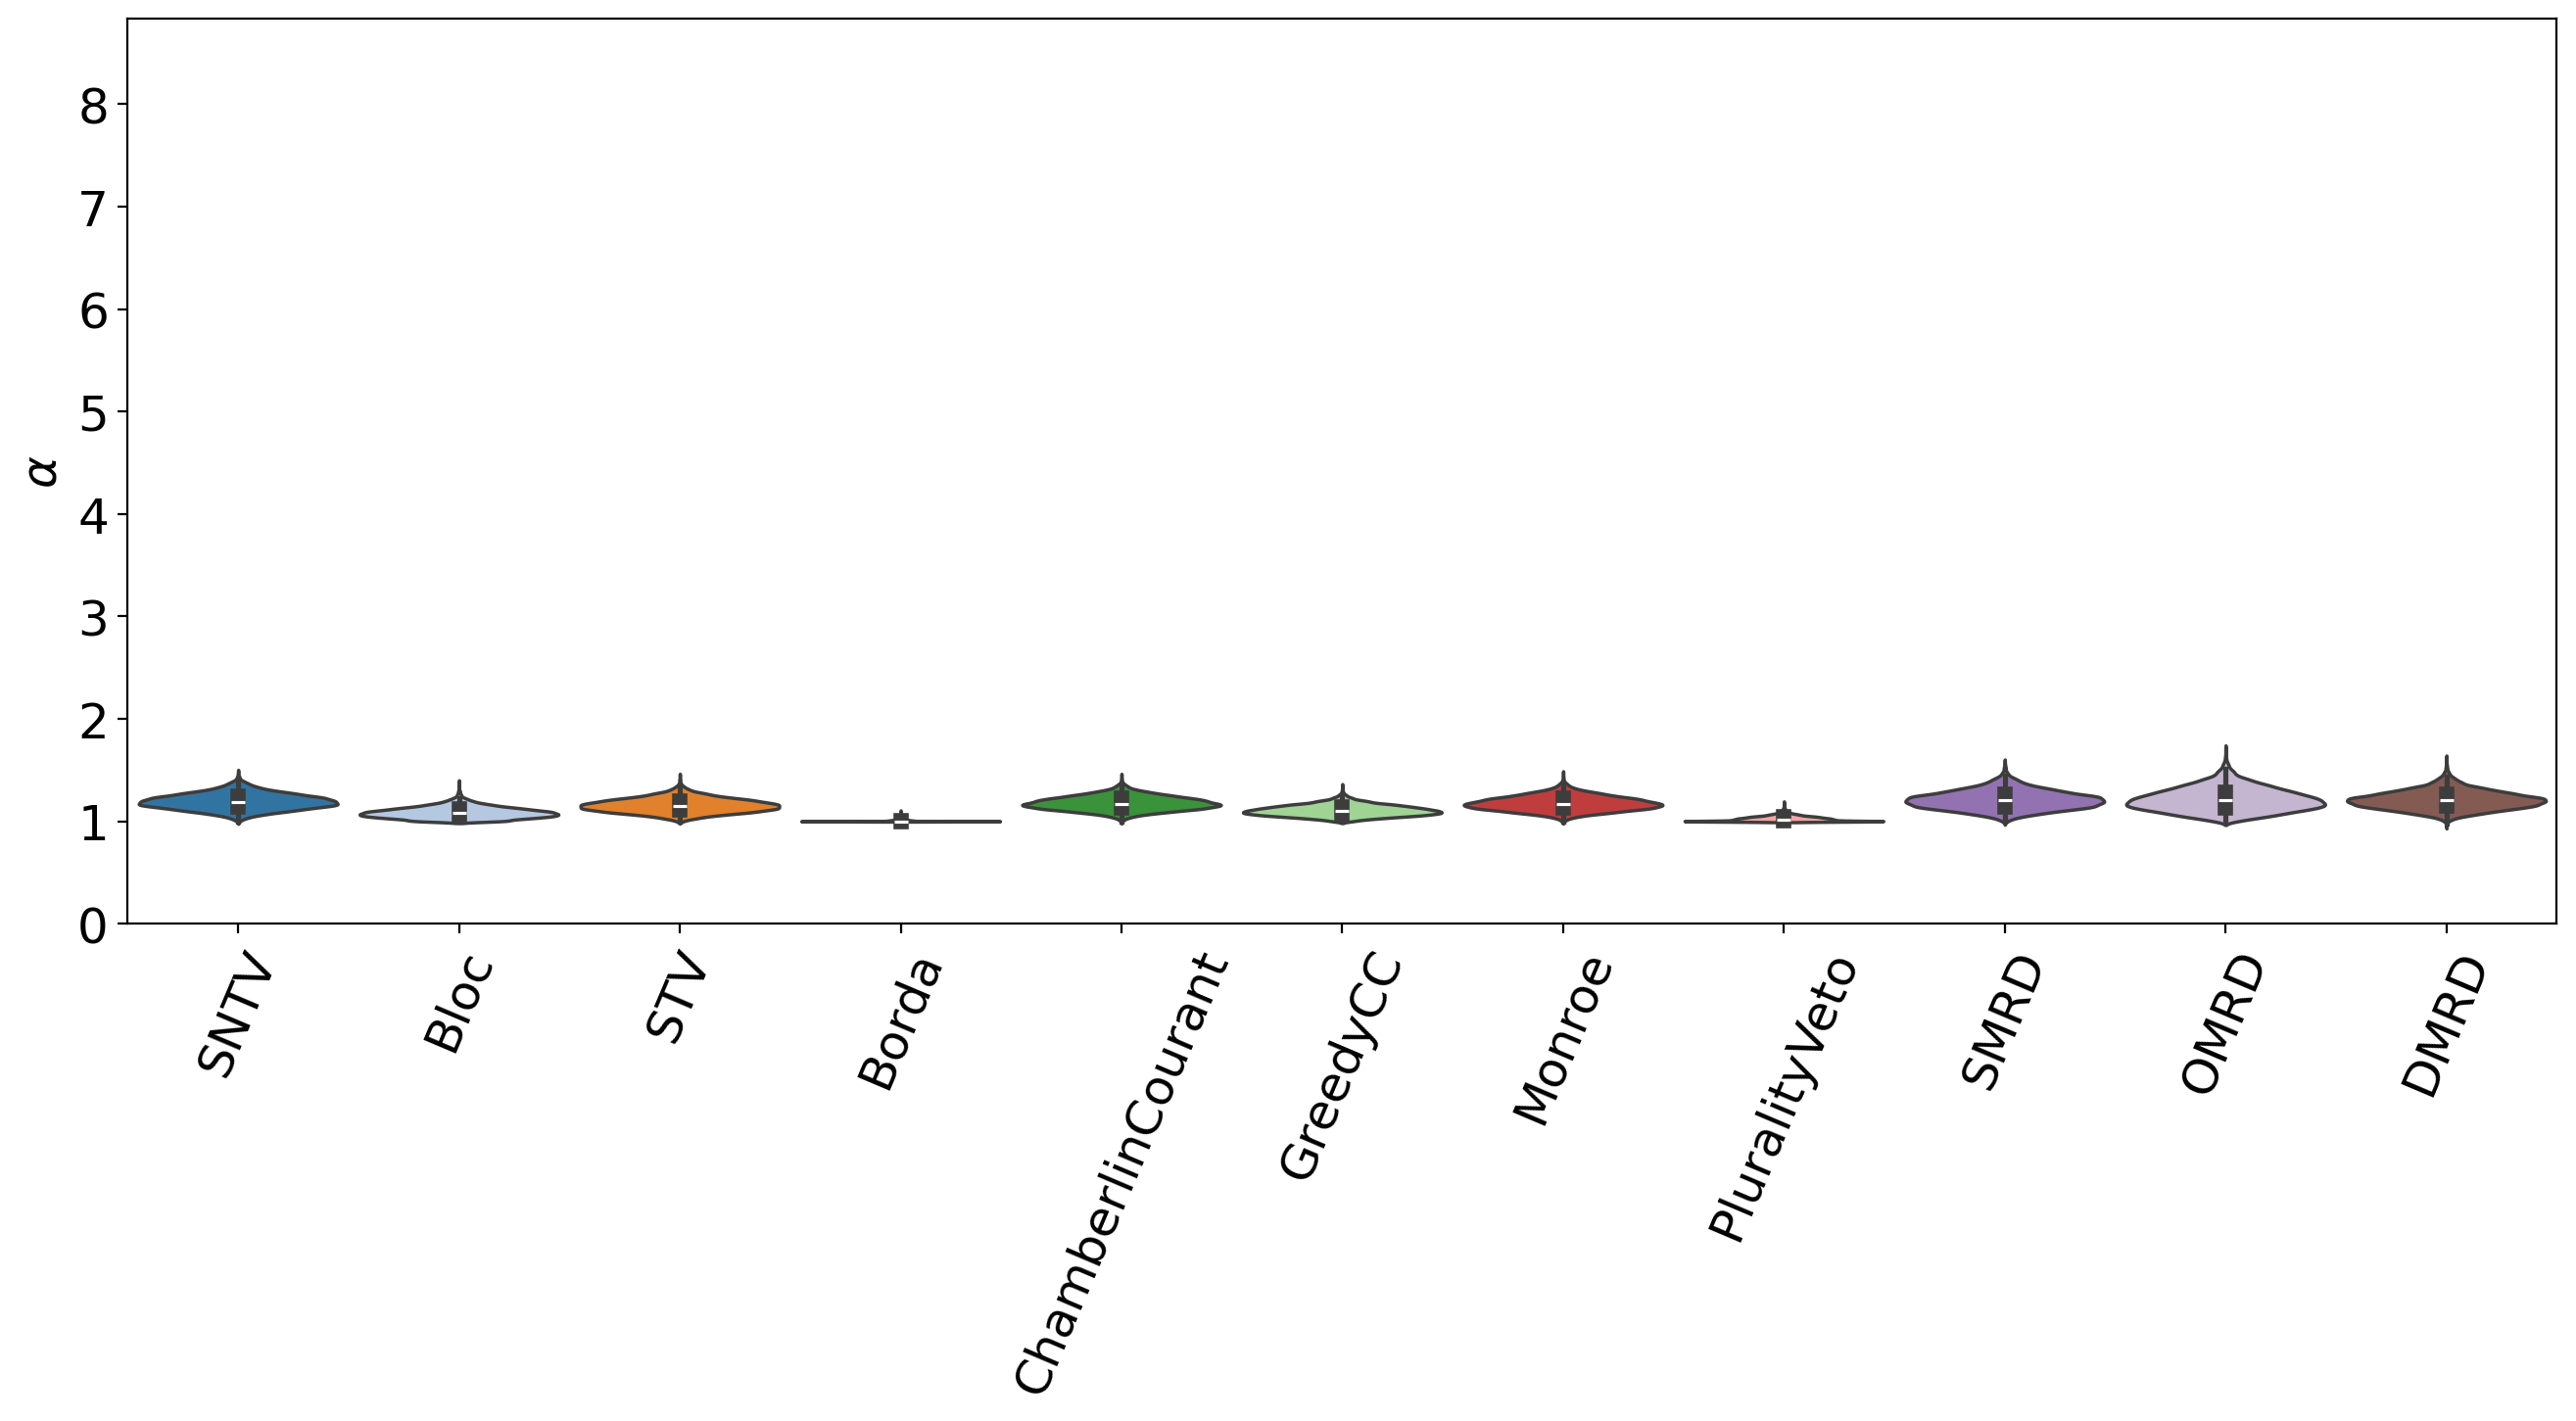 α
8
7
6
5
4
3
2
1
0
SNTV
Bloc
STV
Borda
ChamberlinCourant
GreedyCC
Monroe
PluralityVeto
SMRD
OMRD
DMRD